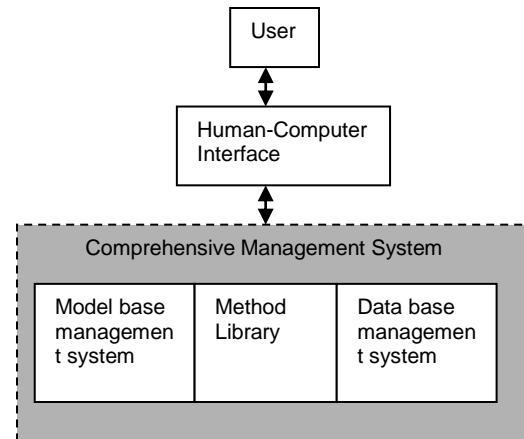 User
Human-Computer
Interface
Comprehensive Management System
Model base
managemen
t system
Method
Library
Data base
managemen
t system